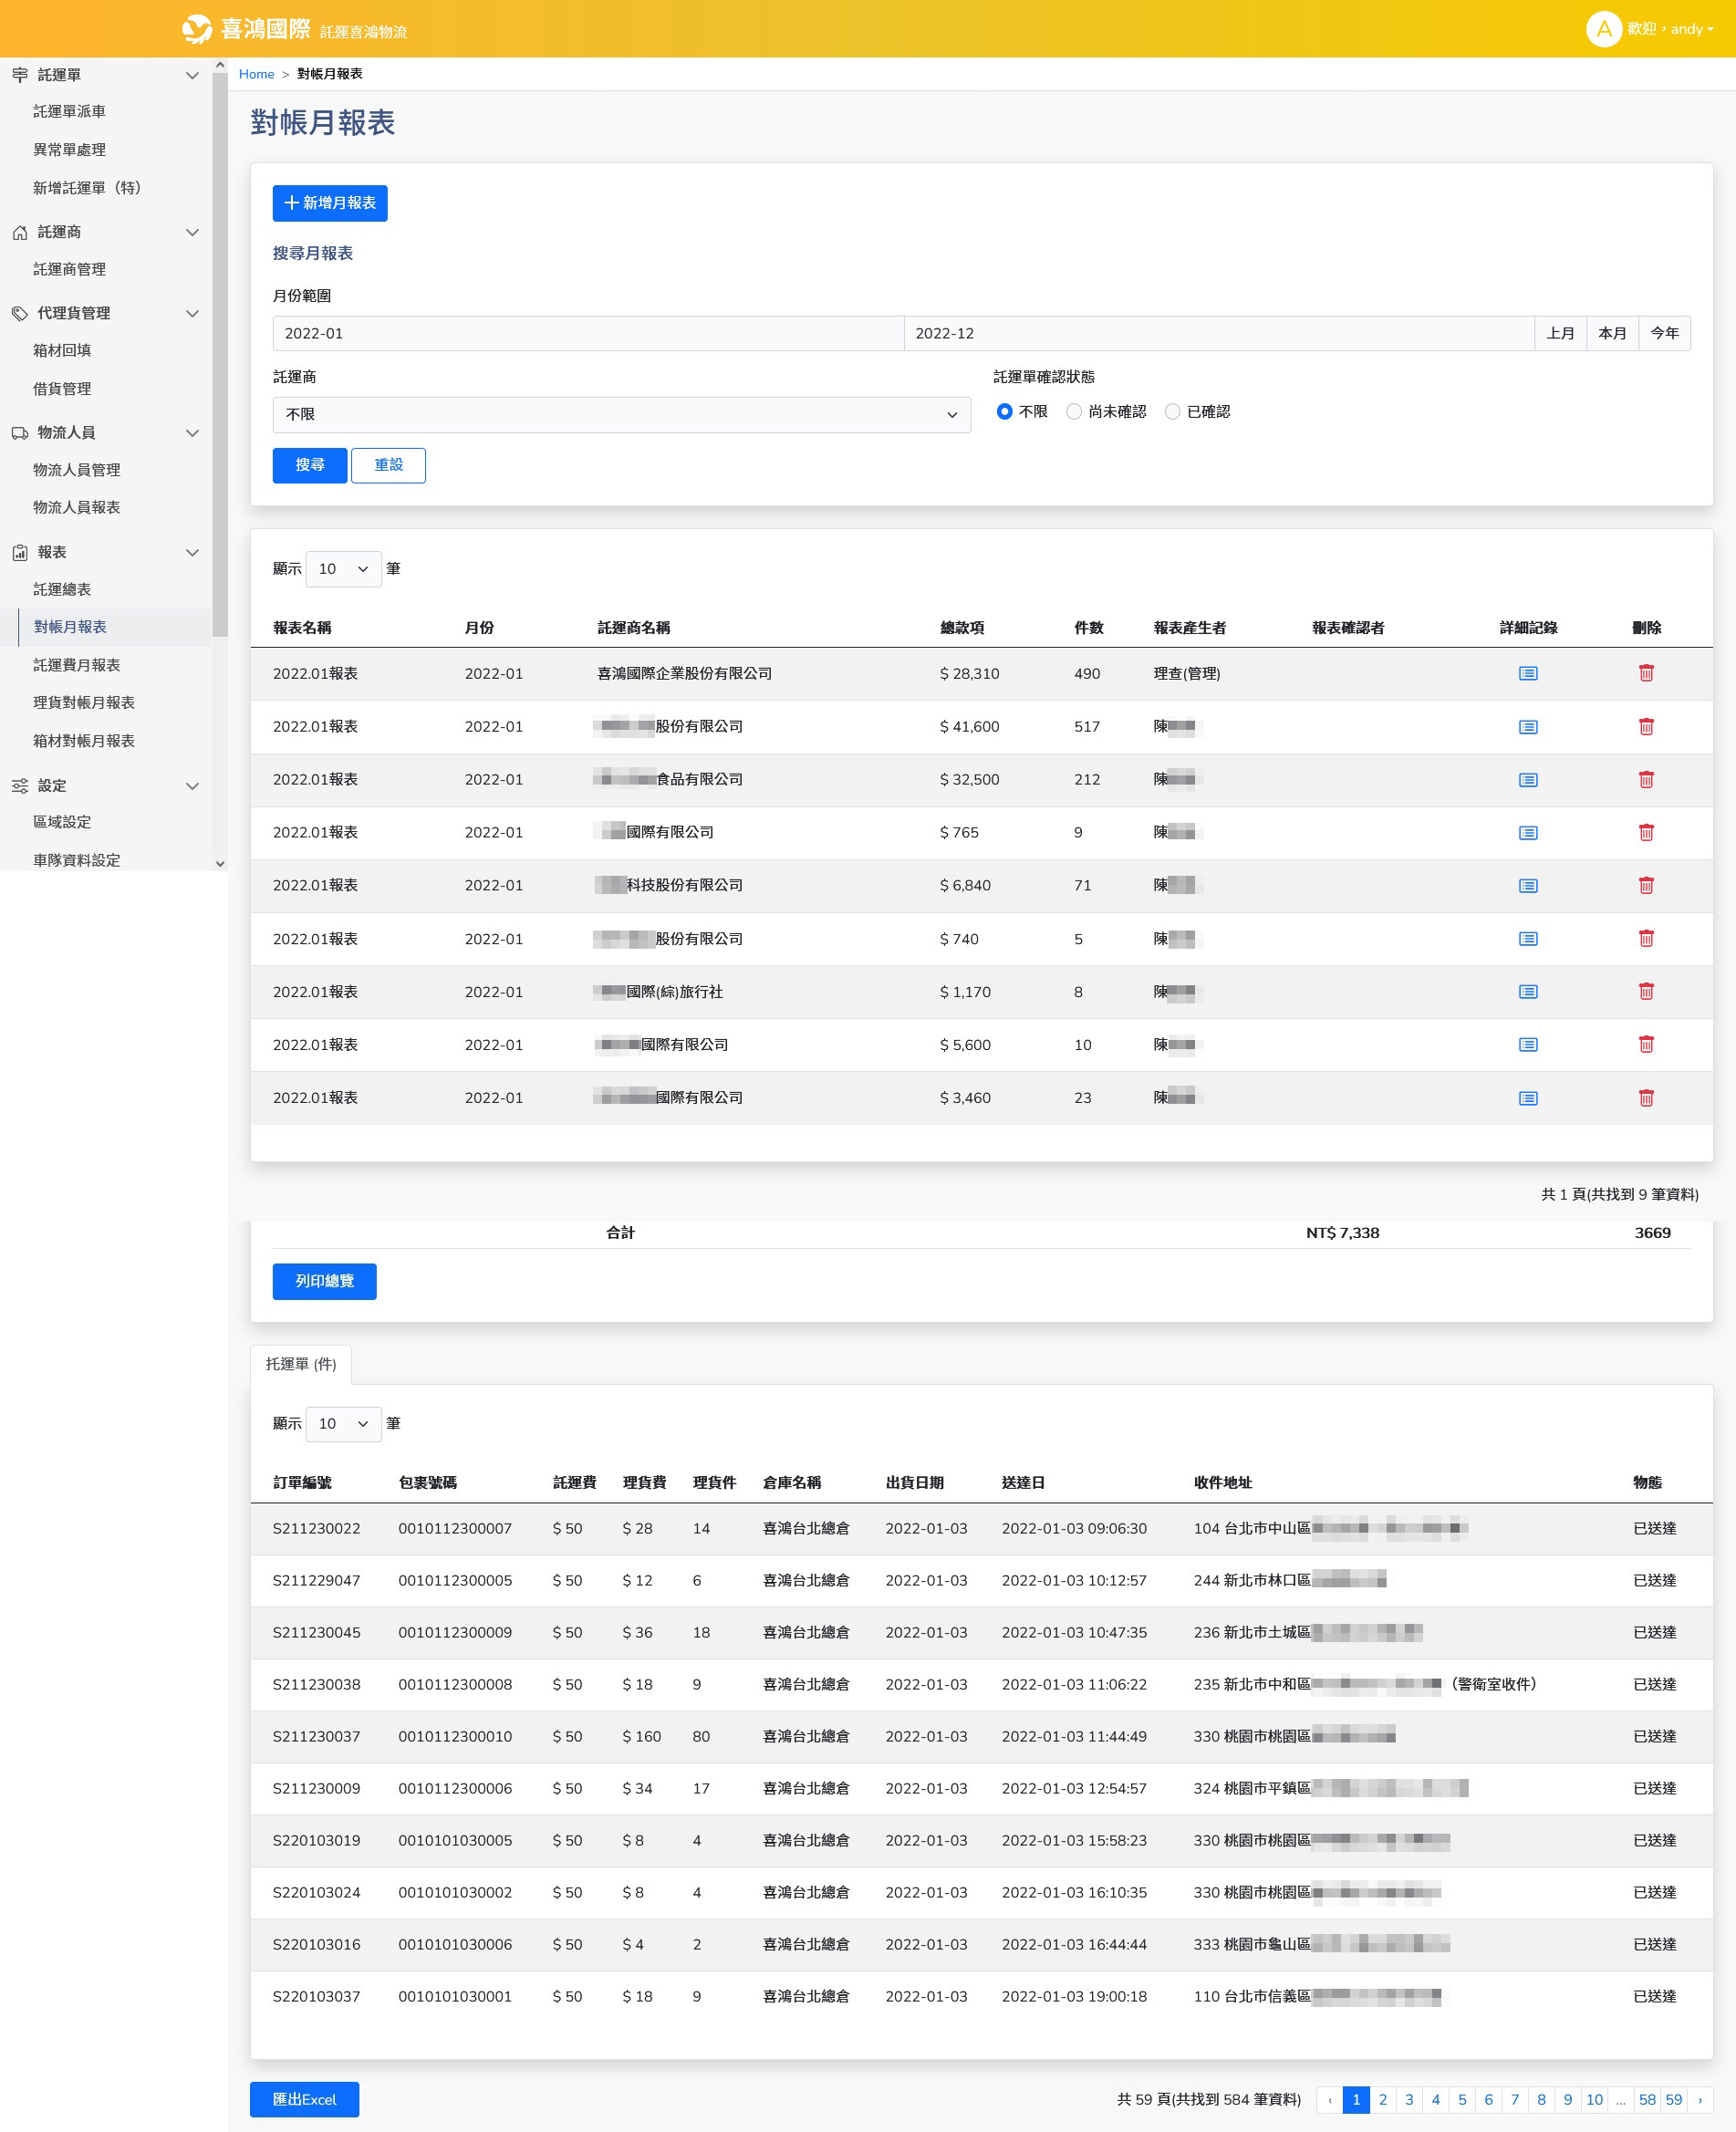 喜鴻國際 託運喜鴻物流
A 歡迎，andy
託運單
託運單派車
異常單處理
新增託運單（特）
託運商
託運商管理
代理貨管理
箱材回填
借貨管理
物流人員
物流人員管理
物流人員報表
報表
託運總表
對帳月報表
託運費月報表
理貨對帳月報表
箱材對帳月報表
設定
區域設定
車隊資料設定
Home > 對帳月報表
對帳月報表
新增月報表
搜尋月報表
月份範圍
2022-01 2022-12 上月 本月 今年
託運商 託運單確認狀態
不限 不限 尚未確認 已確認
搜尋 重設
顯示 10 筆
報表名稱 月份 託運商名稱 總款項 件數 報表產生者 報表確認者 詳細記錄 刪除
2022.01報表 2022-01 喜鴻國際企業股份有限公司 $ 28,310 490 理查(管理)
2022.01報表 2022-01 股份有限公司 $ 41,600 517 陳
2022.01報表 2022-01 食品有限公司 $ 32,500 212 陳
2022.01報表 2022-01 國際有限公司 $ 765 9 陳
2022.01報表 2022-01 科技股份有限公司 $ 6,840 71 陳
2022.01報表 2022-01 股份有限公司 $ 740 5 陳
2022.01報表 2022-01 國際(綜)旅行社 $ 1,170 8 陳
2022.01報表 2022-01 國際有限公司 $ 5,600 10 陳
2022.01報表 2022-01 國際有限公司 $ 3,460 23 陳
共 1 頁(共找到 9 筆資料)
合計 NT$ 7,338 3669
列印總覽
托運單 (件)
顯示 10 筆
訂單編號 包裹號碼 託運費 理貨費 理貨件 倉庫名稱 出貨日期 送達日 收件地址 物態
S211230022 0010112300007 $ 50 $ 28 14 喜鴻台北總倉 2022-01-03 2022-01-03 09:06:30 104 台北市中山區 已送達
S211229047 0010112300005 $ 50 $ 12 6 喜鴻台北總倉 2022-01-03 2022-01-03 10:12:57 244 新北市林口區 已送達
S211230045 0010112300009 $ 50 $ 36 18 喜鴻台北總倉 2022-01-03 2022-01-03 10:47:35 236 新北市土城區 已送達
S211230038 0010112300008 $ 50 $ 18 9 喜鴻台北總倉 2022-01-03 2022-01-03 11:06:22 235 新北市中和區 （警衛室收件） 已送達
S211230037 0010112300010 $ 50 $ 160 80 喜鴻台北總倉 2022-01-03 2022-01-03 11:44:49 330 桃園市桃園區 已送達
S211230009 0010112300006 $ 50 $ 34 17 喜鴻台北總倉 2022-01-03 2022-01-03 12:54:57 324 桃園市平鎮區 已送達
S220103019 0010101030005 $ 50 $ 8 4 喜鴻台北總倉 2022-01-03 2022-01-03 15:58:23 330 桃園市桃園區 已送達
S220103024 0010101030002 $ 50 $ 8 4 喜鴻台北總倉 2022-01-03 2022-01-03 16:10:35 330 桃園市桃園區 已送達
S220103016 0010101030006 $ 50 $ 4 2 喜鴻台北總倉 2022-01-03 2022-01-03 16:44:44 333 桃園市龜山區 已送達
S220103037 0010101030001 $ 50 $ 18 9 喜鴻台北總倉 2022-01-03 2022-01-03 19:00:18 110 台北市信義區 已送達
匯出Excel 共 59 頁(共找到 584 筆資料) ‹ 1 2 3 4 5 6 7 8 9 10 ... 58 59 ›